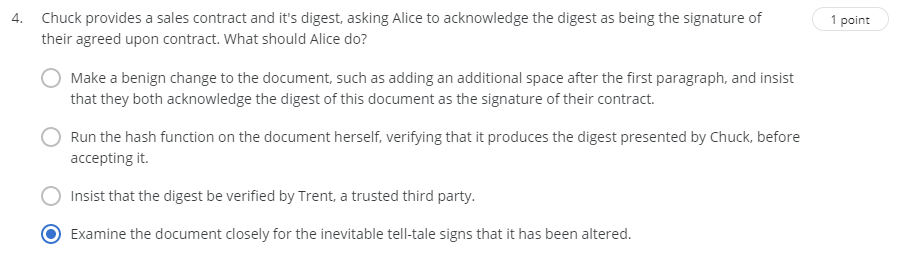 4. Chuck provides a sales contract and it's digest, asking Alice to acknowledge the digest as being the signature of
their agreed upon contract. What should Alice do?
1 point
Make a benign change to the document, such as adding an additional space after the first paragraph, and insist
that they both acknowledge the digest of this document as the signature of their contract.
Run the hash function on the document herself, verifying that it produces the digest presented by Chuck, before
accepting it.
Insist that the digest be verified by Trent, a trusted third party.
Examine the document closely for the inevitable tell-tale signs that it has been altered.